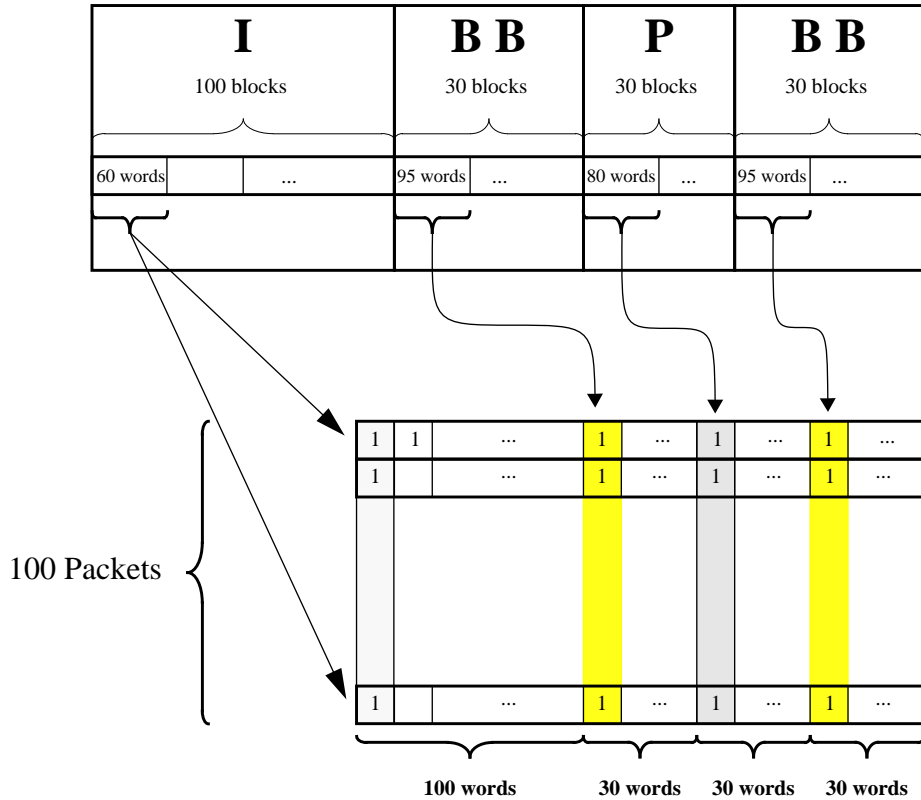 I B B P B B
100 blocks 30 blocks 30 blocks 30 blocks
60 words ... 95 words ... 80 words ... 95 words ...
1 1 ... 1 ... 1 ... 1 ...
1 ... 1 ... 1 ... 1 ...
100 Packets
1 ... 1 ... 1 ... 1 ...
100 words 30 words 30 words 30 words